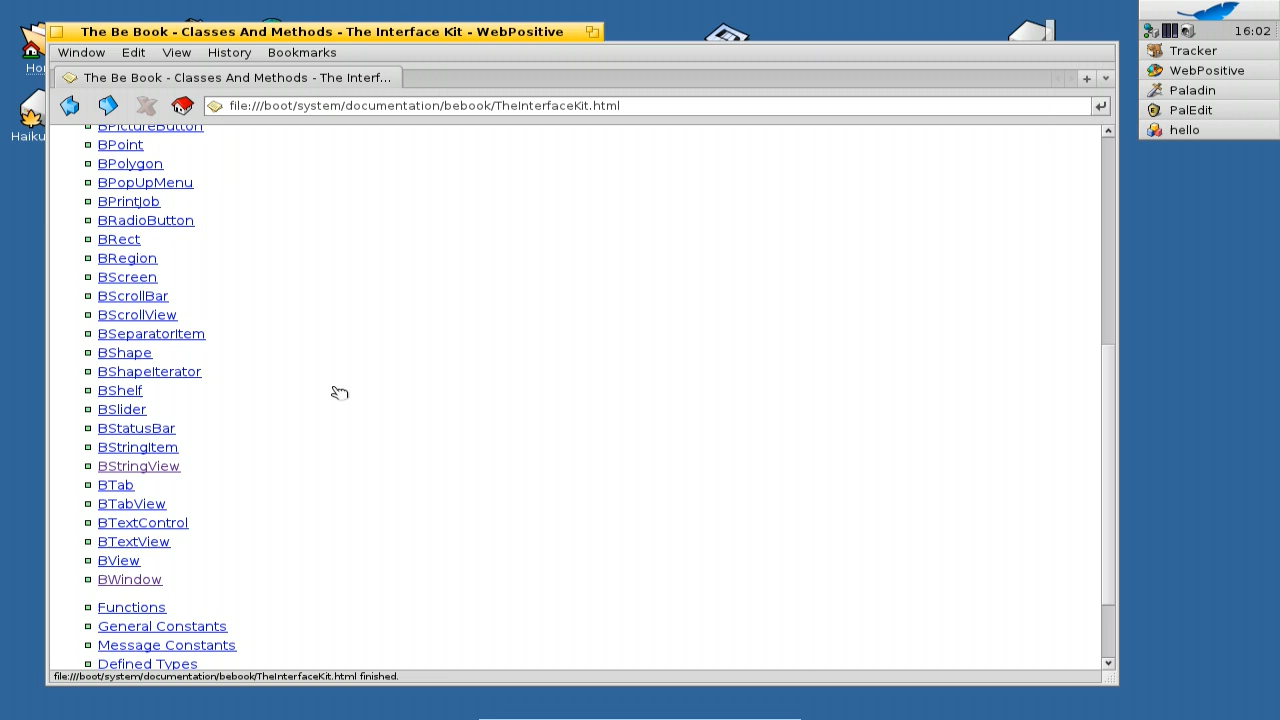 The Be Book - Classes And Methods - The Interface Kit - WebPositive
Window Edit View History Bookmarks
The Be Book - Classes And Methods - The Interf...
file:///boot/system/documentation/bebook/TheInterfaceKit.html
BPictureButton
BPoint
BPolygon
BPopUpMenu
BPrintJob
BRadioButton
BRect
BRegion
BScreen
BScrollBar
BScrollView
BSeparatorItem
BShape
BShapeIterator
BShelf
BSlider
BStatusBar
BStringItem
BStringView
BTab
BTabView
BTextControl
BTextView
BView
BWindow
Functions
General Constants
Message Constants
Defined Types
file:///boot/system/documentation/bebook/TheInterfaceKit.html finished.
16:02
Tracker
WebPositive
Paladin
PalEdit
hello